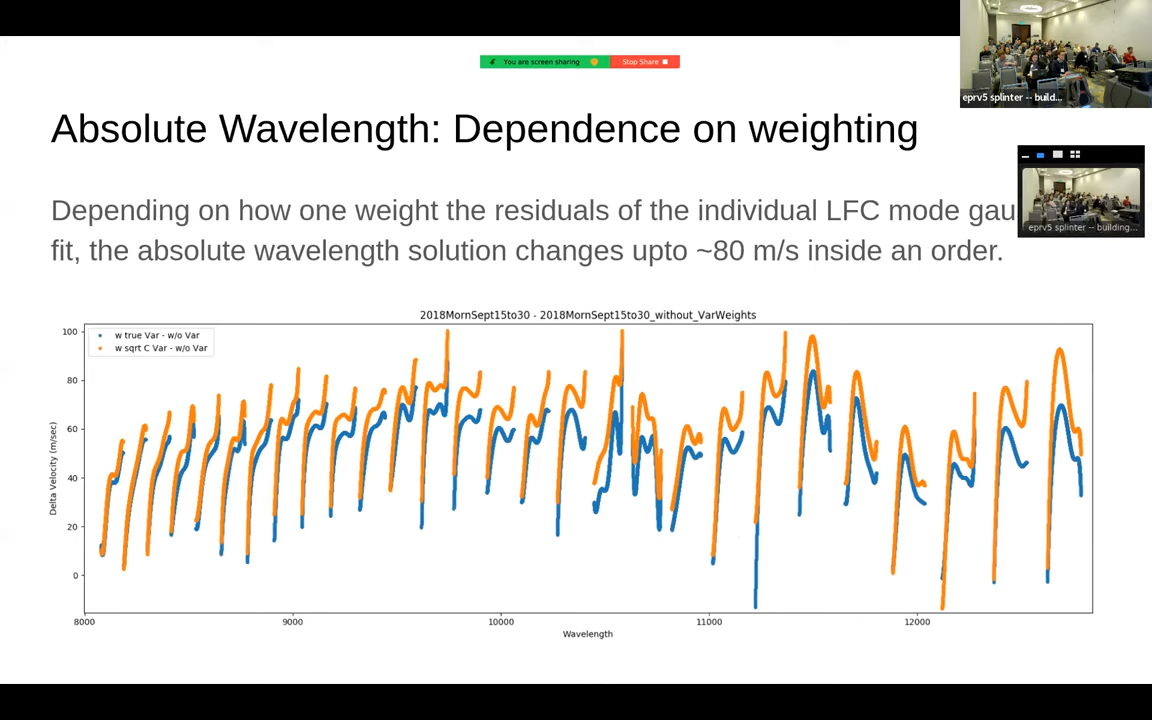 You are screen sharing
Stop Share
eprv5 splinter -- build...
Absolute Wavelength: Dependence on weighting
Depending on how one weight the residuals of the individual LFC mode gau
fit, the absolute wavelength solution changes upto ~80 m/s inside an order.
eprv5 splinter -- building...
2018MornSept15to30 - 2018MornSept15to30_without_VarWeights
w true Var - w/o Var
w sqrt C Var - w/o Var
Delta Velocity (m/sec)
100
80
60
40
20
0
8000 9000 10000 11000 12000
Wavelength